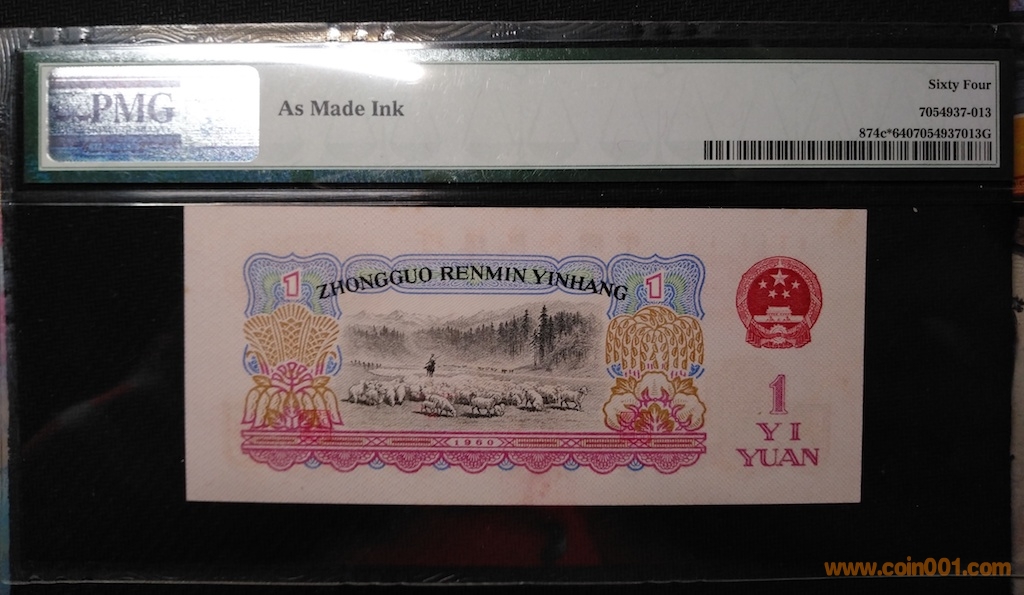 PMG
As Made Ink
Sixty Four
7054937-013
874c*6407054937013G
1 ZHONGGUO RENMIN YINHANG 1
1
YI
YUAN
1960
www.coin001.com